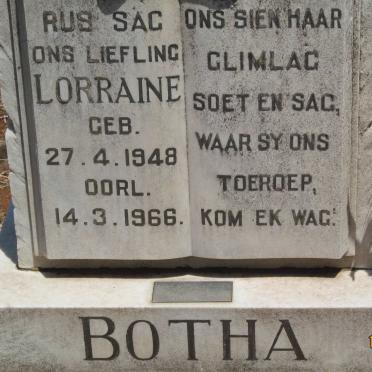 RUS SAG
ONS LIEFLING
LORRAINE
GEB.
27.4.1948
OORL.
14.3.1966.
ONS SIEN HAAR
GLIMLAG
SOET EN SAG,
WAAR SY ONS
TOEROEP,
KOM EK WAG.
BOTHA